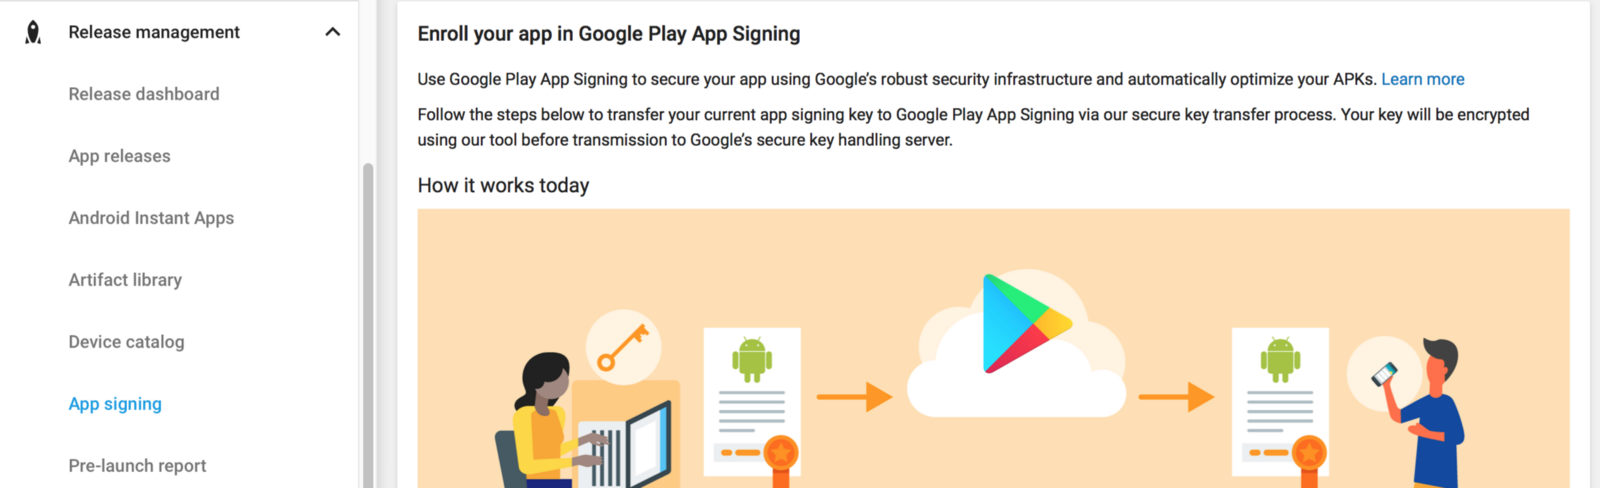 Release management
Release dashboard
App releases
Android Instant Apps
Artifact library
Device catalog
App signing
Pre-launch report
Enroll your app in Google Play App Signing
Use Google Play App Signing to secure your app using Google’s robust security infrastructure and automatically optimize your APKs. Learn more
Follow the steps below to transfer your current app signing key to Google Play App Signing via our secure key transfer process. Your key will be encrypted
using our tool before transmission to Google’s secure key handling server.
How it works today